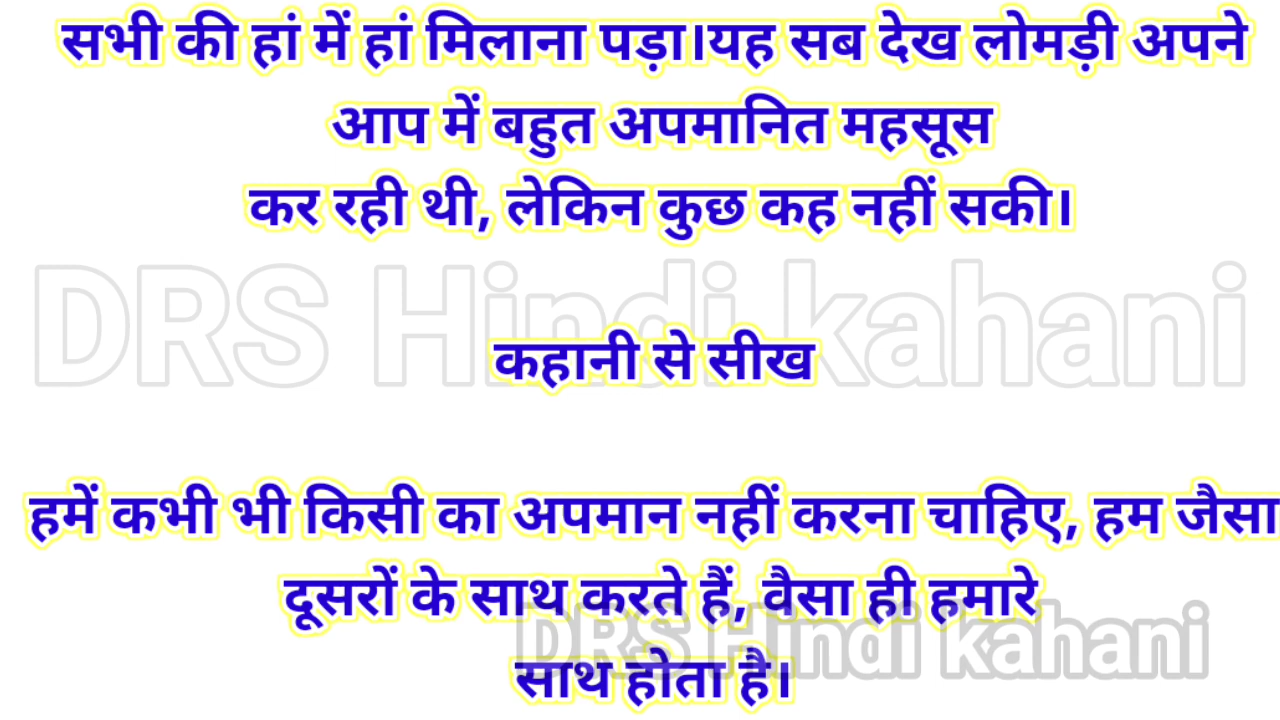 सभी की हां में हां मिलाना पड़ा।यह सब देख लोमड़ी अपने
आप में बहुत अपमानित महसूस
कर रही थी, लेकिन कुछ कह नहीं सकी।
DRS Hindi kahani
कहानी से सीख
हमें कभी भी किसी का अपमान नहीं करना चाहिए, हम जैसा
दूसरों के साथ करते हैं, वैसा ही हमारे
DRS Hindi kahani
साथ होता है।